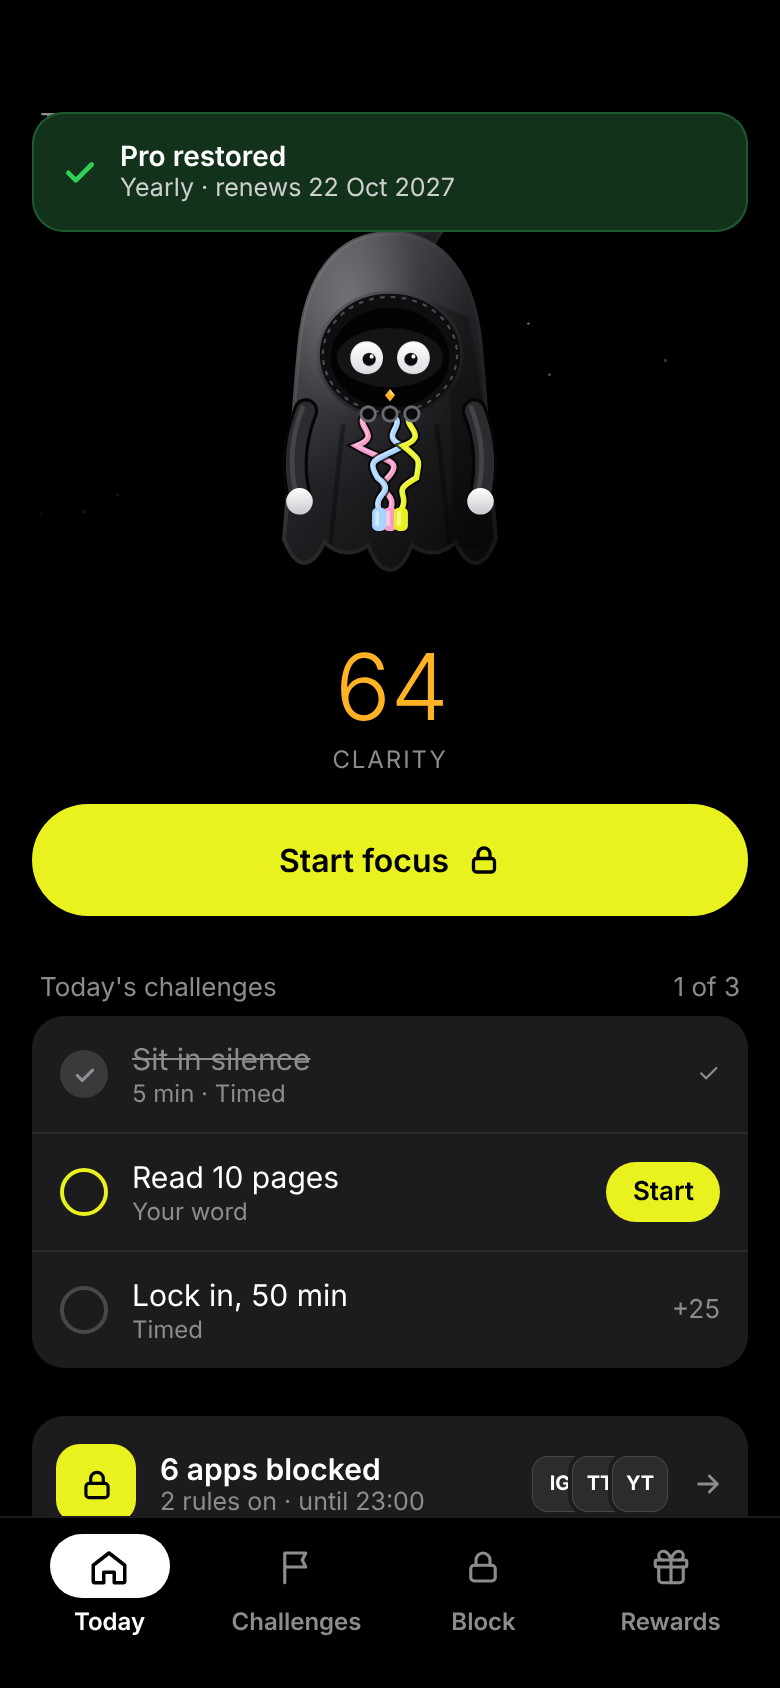 Pro restored
Yearly · renews 22 Oct 2027
64
CLARITY
Start focus
Today's challenges
1 of 3
Sit in silence
5 min · Timed
Read 10 pages
Your word
Start
Lock in, 50 min
Timed
+25
6 apps blocked
2 rules on · until 23:00
IG TT YT
Today
Challenges
Block
Rewards